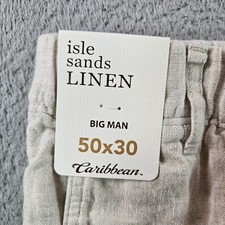 isle
sands
LINEN
BIG MAN
50x30
Caribbean